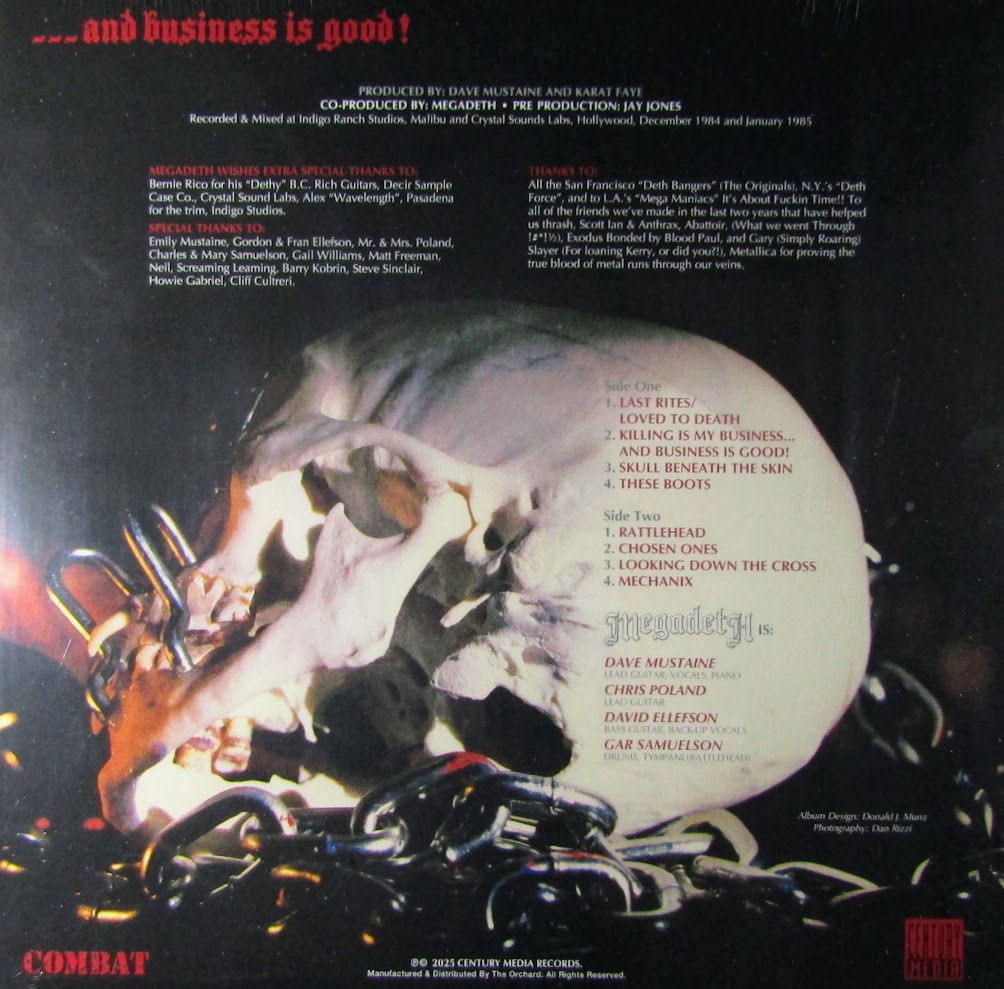 ...and business is good!
PRODUCED BY: DAVE MUSTAINE AND KARAT FAYE
CO-PRODUCED BY: MEGADETH • PRE PRODUCTION: JAY JONES
Recorded & Mixed at Indigo Ranch Studios, Malibu and Crystal Sounds Labs, Hollywood, December 1984 and January 1985
MEGADETH WISHES EXTRA SPECIAL THANKS TO:
Bernie Rico for his "Dethy" B.C. Rich Guitars, Decir Sample
Case Co., Crystal Sound Labs, Alex "Wavelength", Pasadena
for the trim, Indigo Studios.
SPECIAL THANKS TO:
Emily Mustaine, Gordon & Fran Ellefson, Mr. & Mrs. Poland,
Charles & Mary Samuelson, Gail Williams, Matt Freeman,
Neil, Screaming Leaming, Barry Kobrin, Steve Sinclair,
Howie Gabriel, Cliff Cultreri.
THANKS TO:
All the San Francisco "Deth Bangers" (The Originals), N.Y.'s "Deth
Force", and to L.A.'s "Mega Maniacs" It's About Fuckin Time!! To
all of the friends we've made in the last two years that have helped
us thrash, Scott Ian & Anthrax, Abattoir, (What we went Through
!#*!½), Exodus Bonded by Blood Paul, and Gary (Simply Roaring)
Slayer (For loaning Kerry, or did you?!), Metallica for proving the
true blood of metal runs through our veins.
Side One
1. LAST RITES/
LOVED TO DEATH
2. KILLING IS MY BUSINESS...
AND BUSINESS IS GOOD!
3. SKULL BENEATH THE SKIN
4. THESE BOOTS
Side Two
1. RATTLEHEAD
2. CHOSEN ONES
3. LOOKING DOWN THE CROSS
4. MECHANIX
Megadeth IS:
DAVE MUSTAINE
LEAD GUITAR, VOCALS, PIANO
CHRIS POLAND
LEAD GUITAR
DAVID ELLEFSON
BASS GUITAR, BACK-UP VOCALS
GAR SAMUELSON
DRUMS, TYMPANI (RATTLEHEAD)
Album Design: Donald J. Munz
Photography: Dan Rizzi
COMBAT
℗© 2025 CENTURY MEDIA RECORDS.
Manufactured & Distributed By The Orchard. All Rights Reserved.
CENTURY
MEDIA